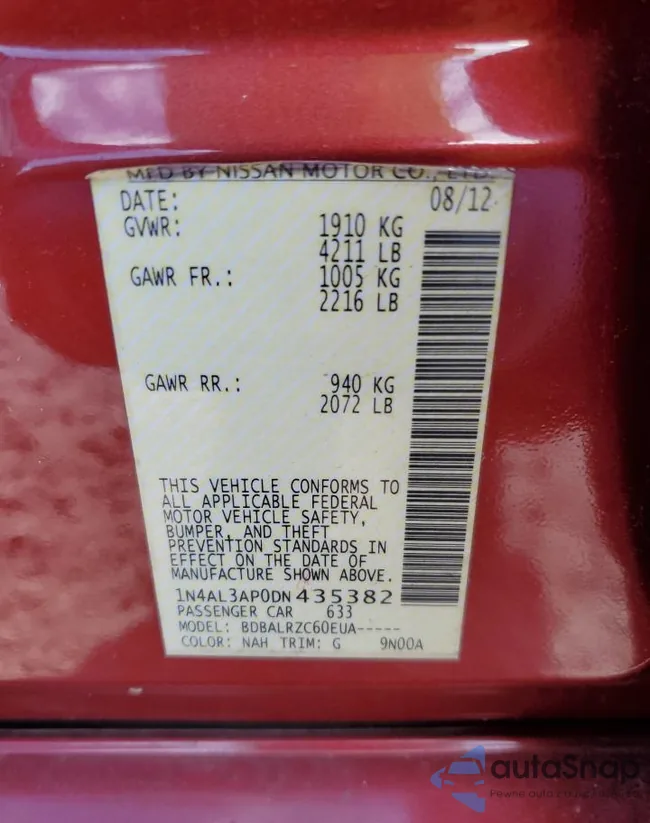 MFD BY NISSAN MOTOR CO., LTD.
DATE: 08/12
GVWR: 1910 KG
4211 LB
GAWR FR.: 1005 KG
2216 LB
GAWR RR.: 940 KG
2072 LB
THIS VEHICLE CONFORMS TO
ALL APPLICABLE FEDERAL
MOTOR VEHICLE SAFETY,
BUMPER, AND THEFT
PREVENTION STANDARDS IN
EFFECT ON THE DATE OF
MANUFACTURE SHOWN ABOVE.
1N4AL3AP0DN435382
PASSENGER CAR 633
MODEL: BDBALRZC60EUA-----
COLOR: NAH TRIM: G 9N00A
autoSnap
Pewne auta z